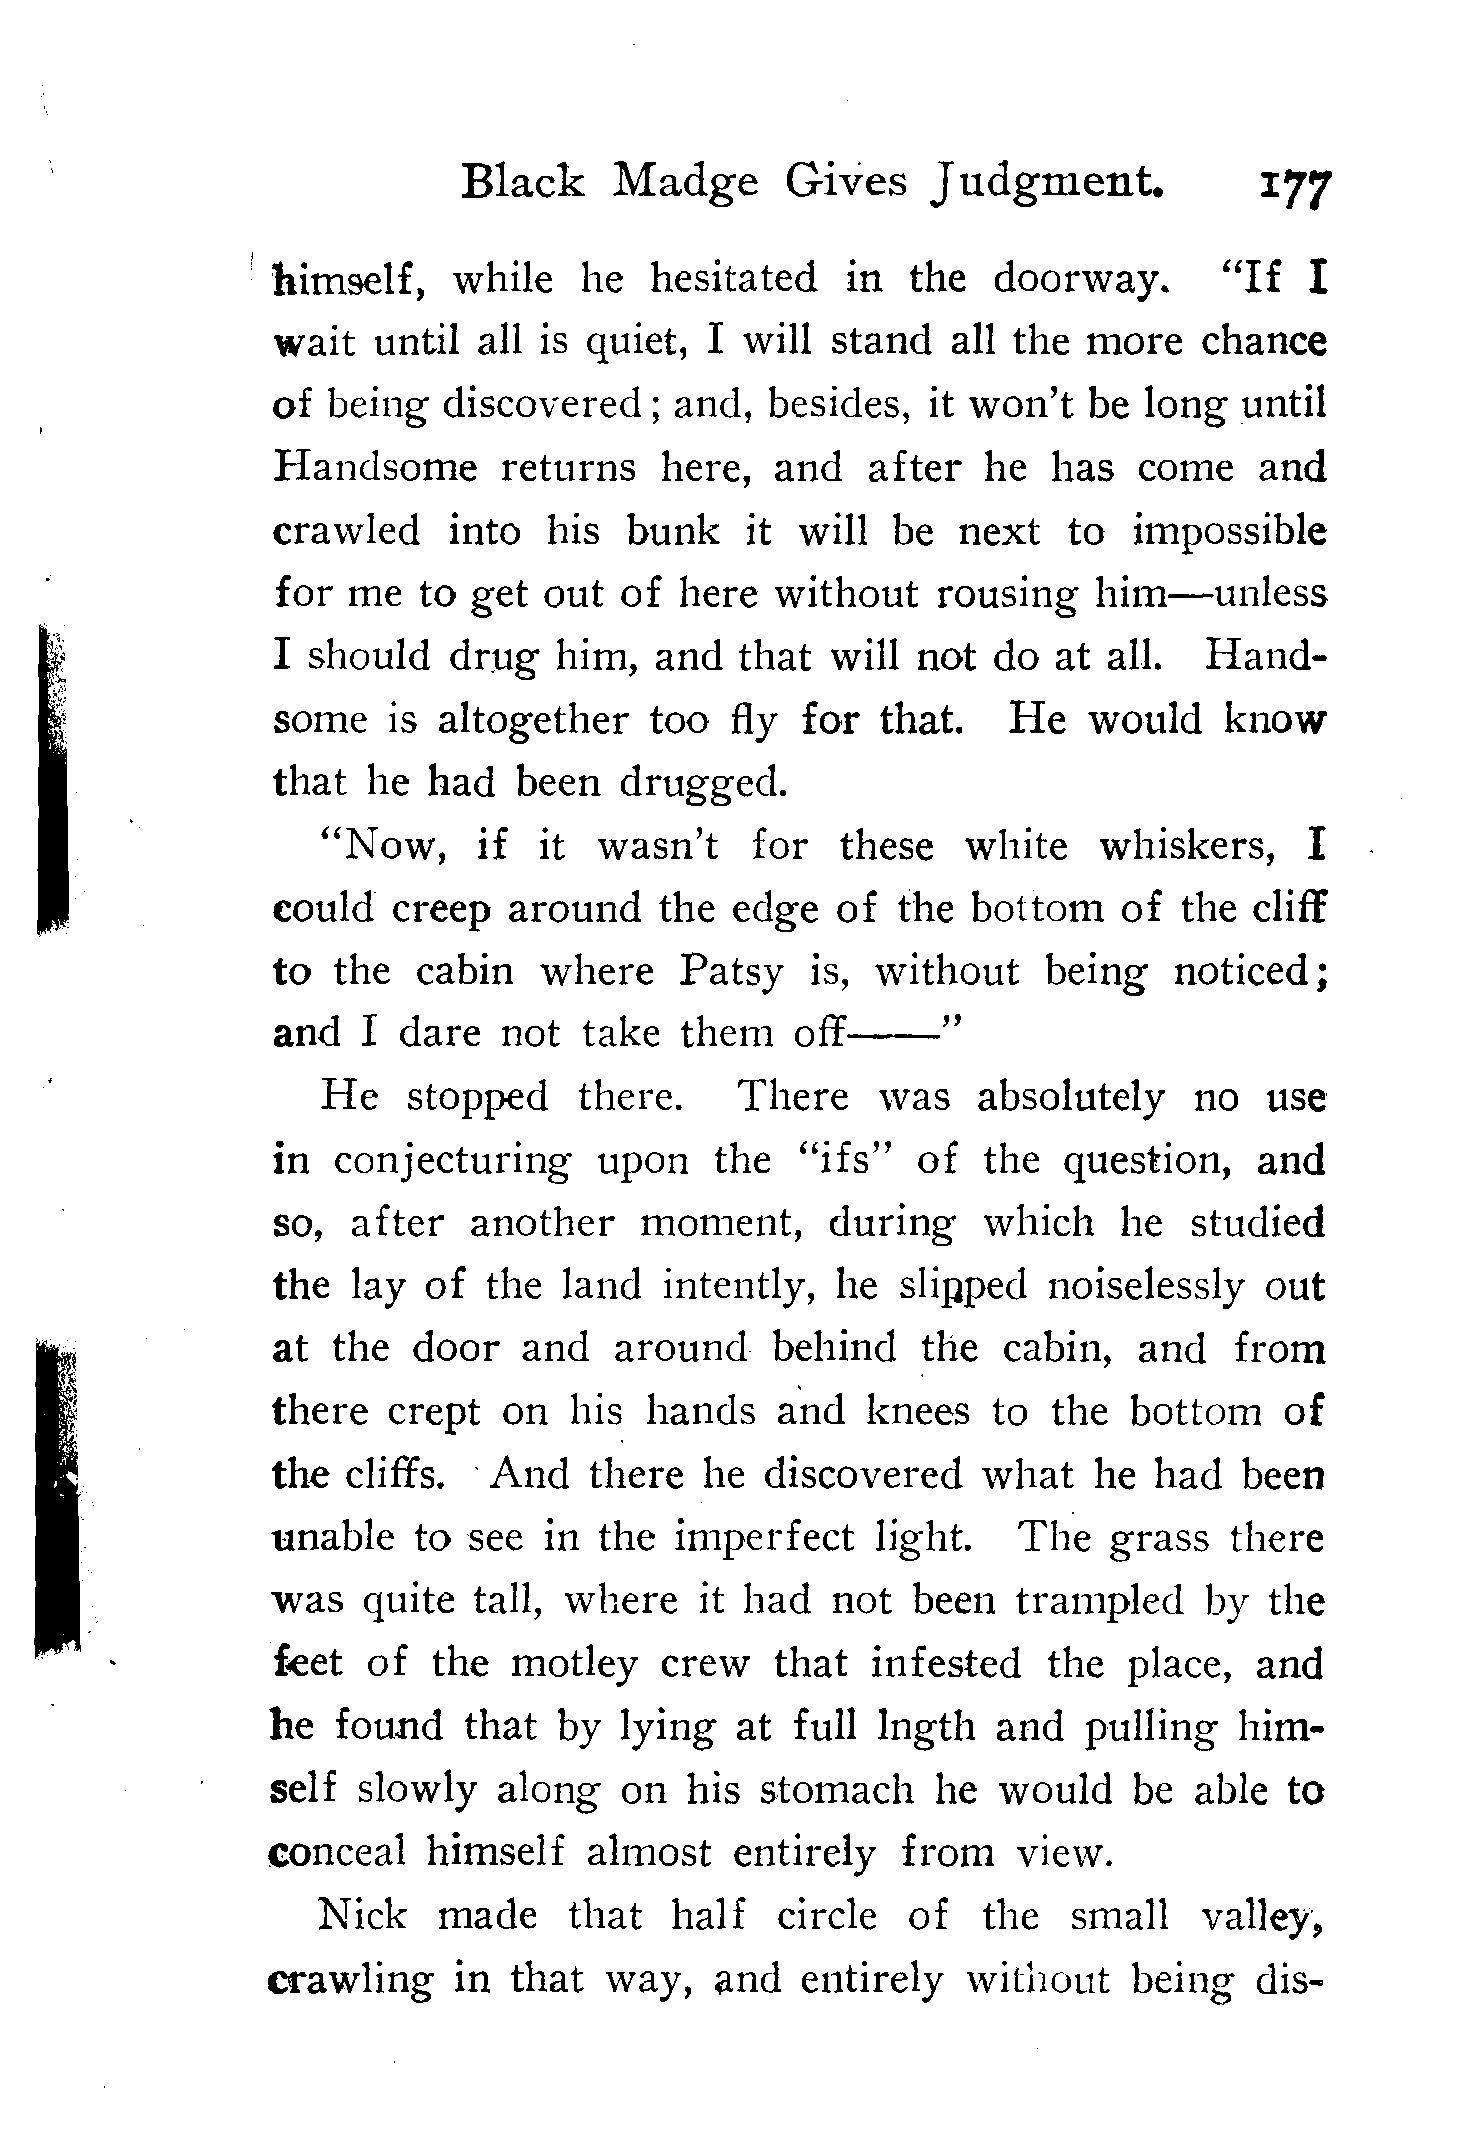 Black Madge Gives Judgment. 177
himself, while he hesitated in the doorway. "If I
wait until all is quiet, I will stand all the more chance
of being discovered; and, besides, it won't be long until
Handsome returns here, and after he has come and
crawled into his bunk it will be next to impossible
for me to get out of here without rousing him—unless
I should drug him, and that will not do at all. Hand-
some is altogether too fly for that. He would know
that he had been drugged.
"Now, if it wasn't for these white whiskers, I
could creep around the edge of the bottom of the cliff
to the cabin where Patsy is, without being noticed;
and I dare not take them off——"
He stopped there. There was absolutely no use
in conjecturing upon the "ifs" of the question, and
so, after another moment, during which he studied
the lay of the land intently, he slipped noiselessly out
at the door and around behind the cabin, and from
there crept on his hands and knees to the bottom of
the cliffs. And there he discovered what he had been
unable to see in the imperfect light. The grass there
was quite tall, where it had not been trampled by the
feet of the motley crew that infested the place, and
he found that by lying at full lngth and pulling him-
self slowly along on his stomach he would be able to
conceal himself almost entirely from view.
Nick made that half circle of the small valley,
crawling in that way, and entirely without being dis-